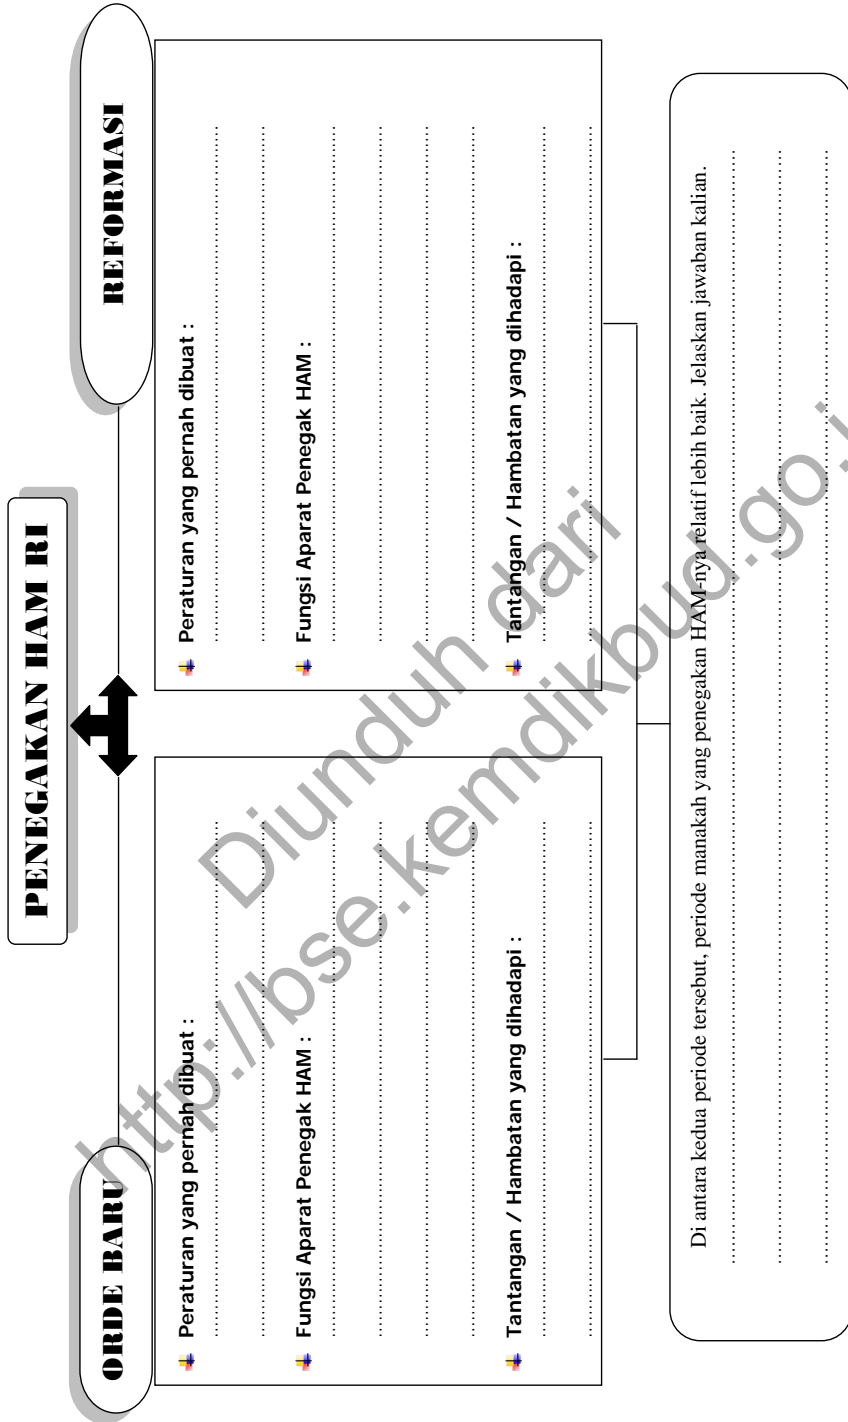 PENEGAKAN HAM RI
ORDE BARU
Peraturan yang pernah dibuat :
Fungsi Aparat Penegak HAM :
Tantangan / Hambatan yang dihadapi :
REFORMASI
Peraturan yang pernah dibuat :
Fungsi Aparat Penegak HAM :
Tantangan / Hambatan yang dihadapi :
Di antara kedua periode tersebut, periode manakah yang penegakan HAM-nya relatif lebih baik. Jelaskan jawaban kalian.
Diunduh dari
http://bse.kemdikbud.go.i